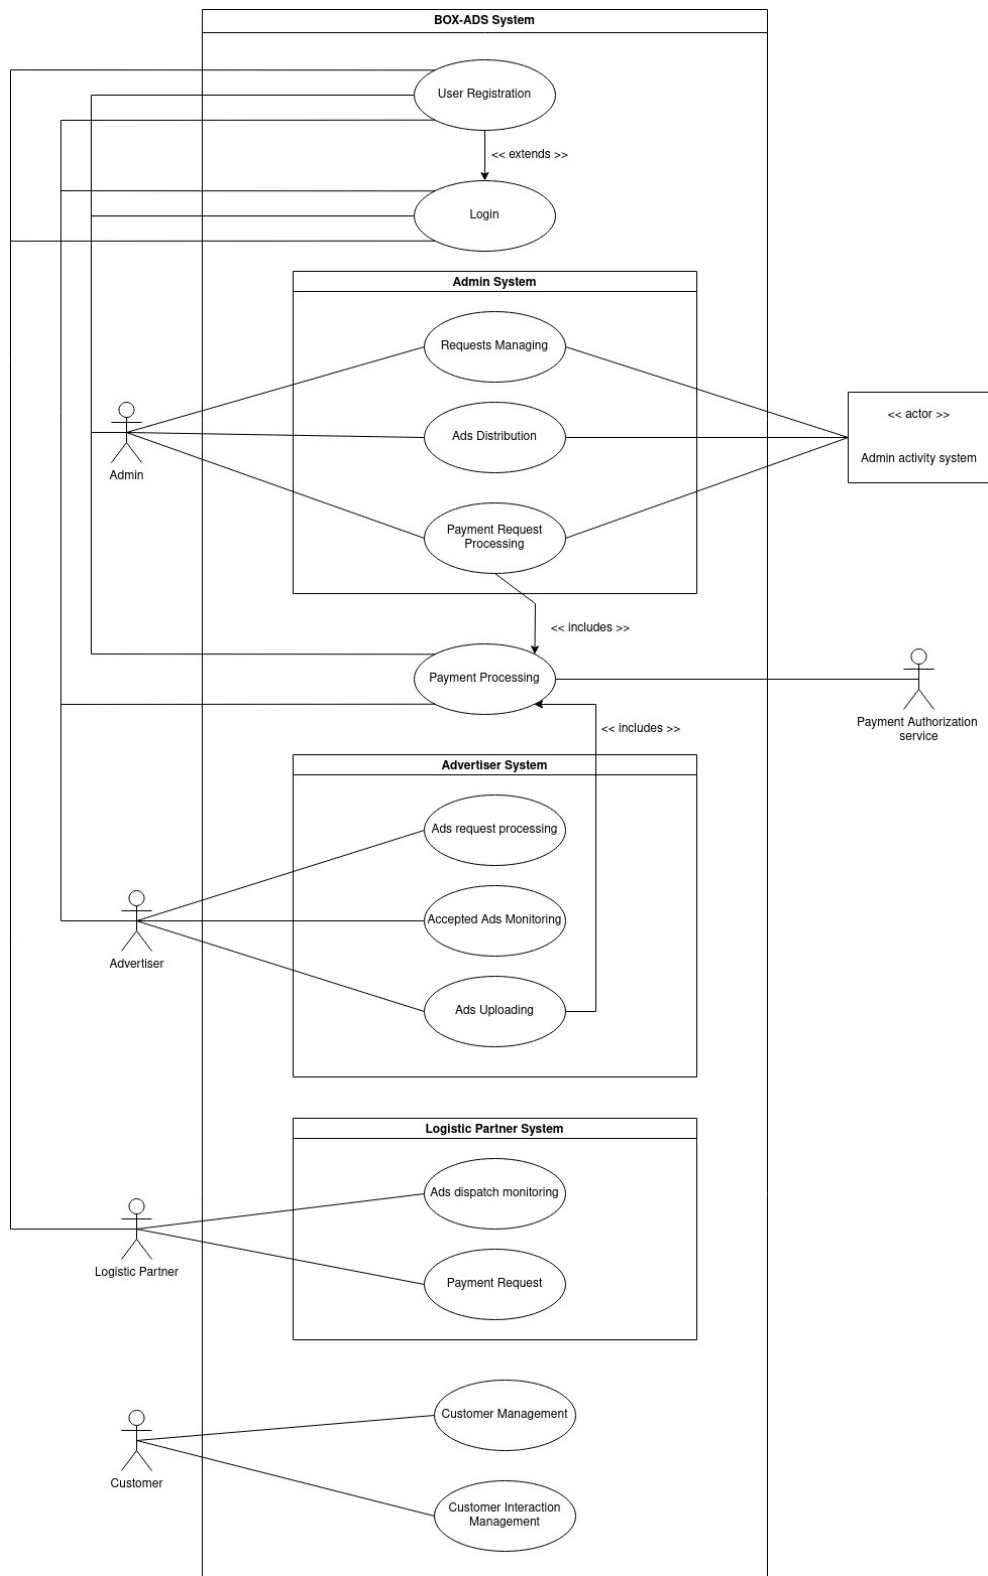 BOX-ADS System
User Registration
<< extends >>
Login
Admin System
Requests Managing
<< actor >>
Ads Distribution
Admin activity system
Admin
Payment Request
Processing
<< includes >>
Payment Processing
Payment Authorization
service
<< includes >>
Advertiser System
Ads request processing
Accepted Ads Monitoring
Advertiser
Ads Uploading
Logistic Partner System
Ads dispatch monitoring
Logistic Partner
Payment Request
Customer Management
Customer
Customer Interaction
Management